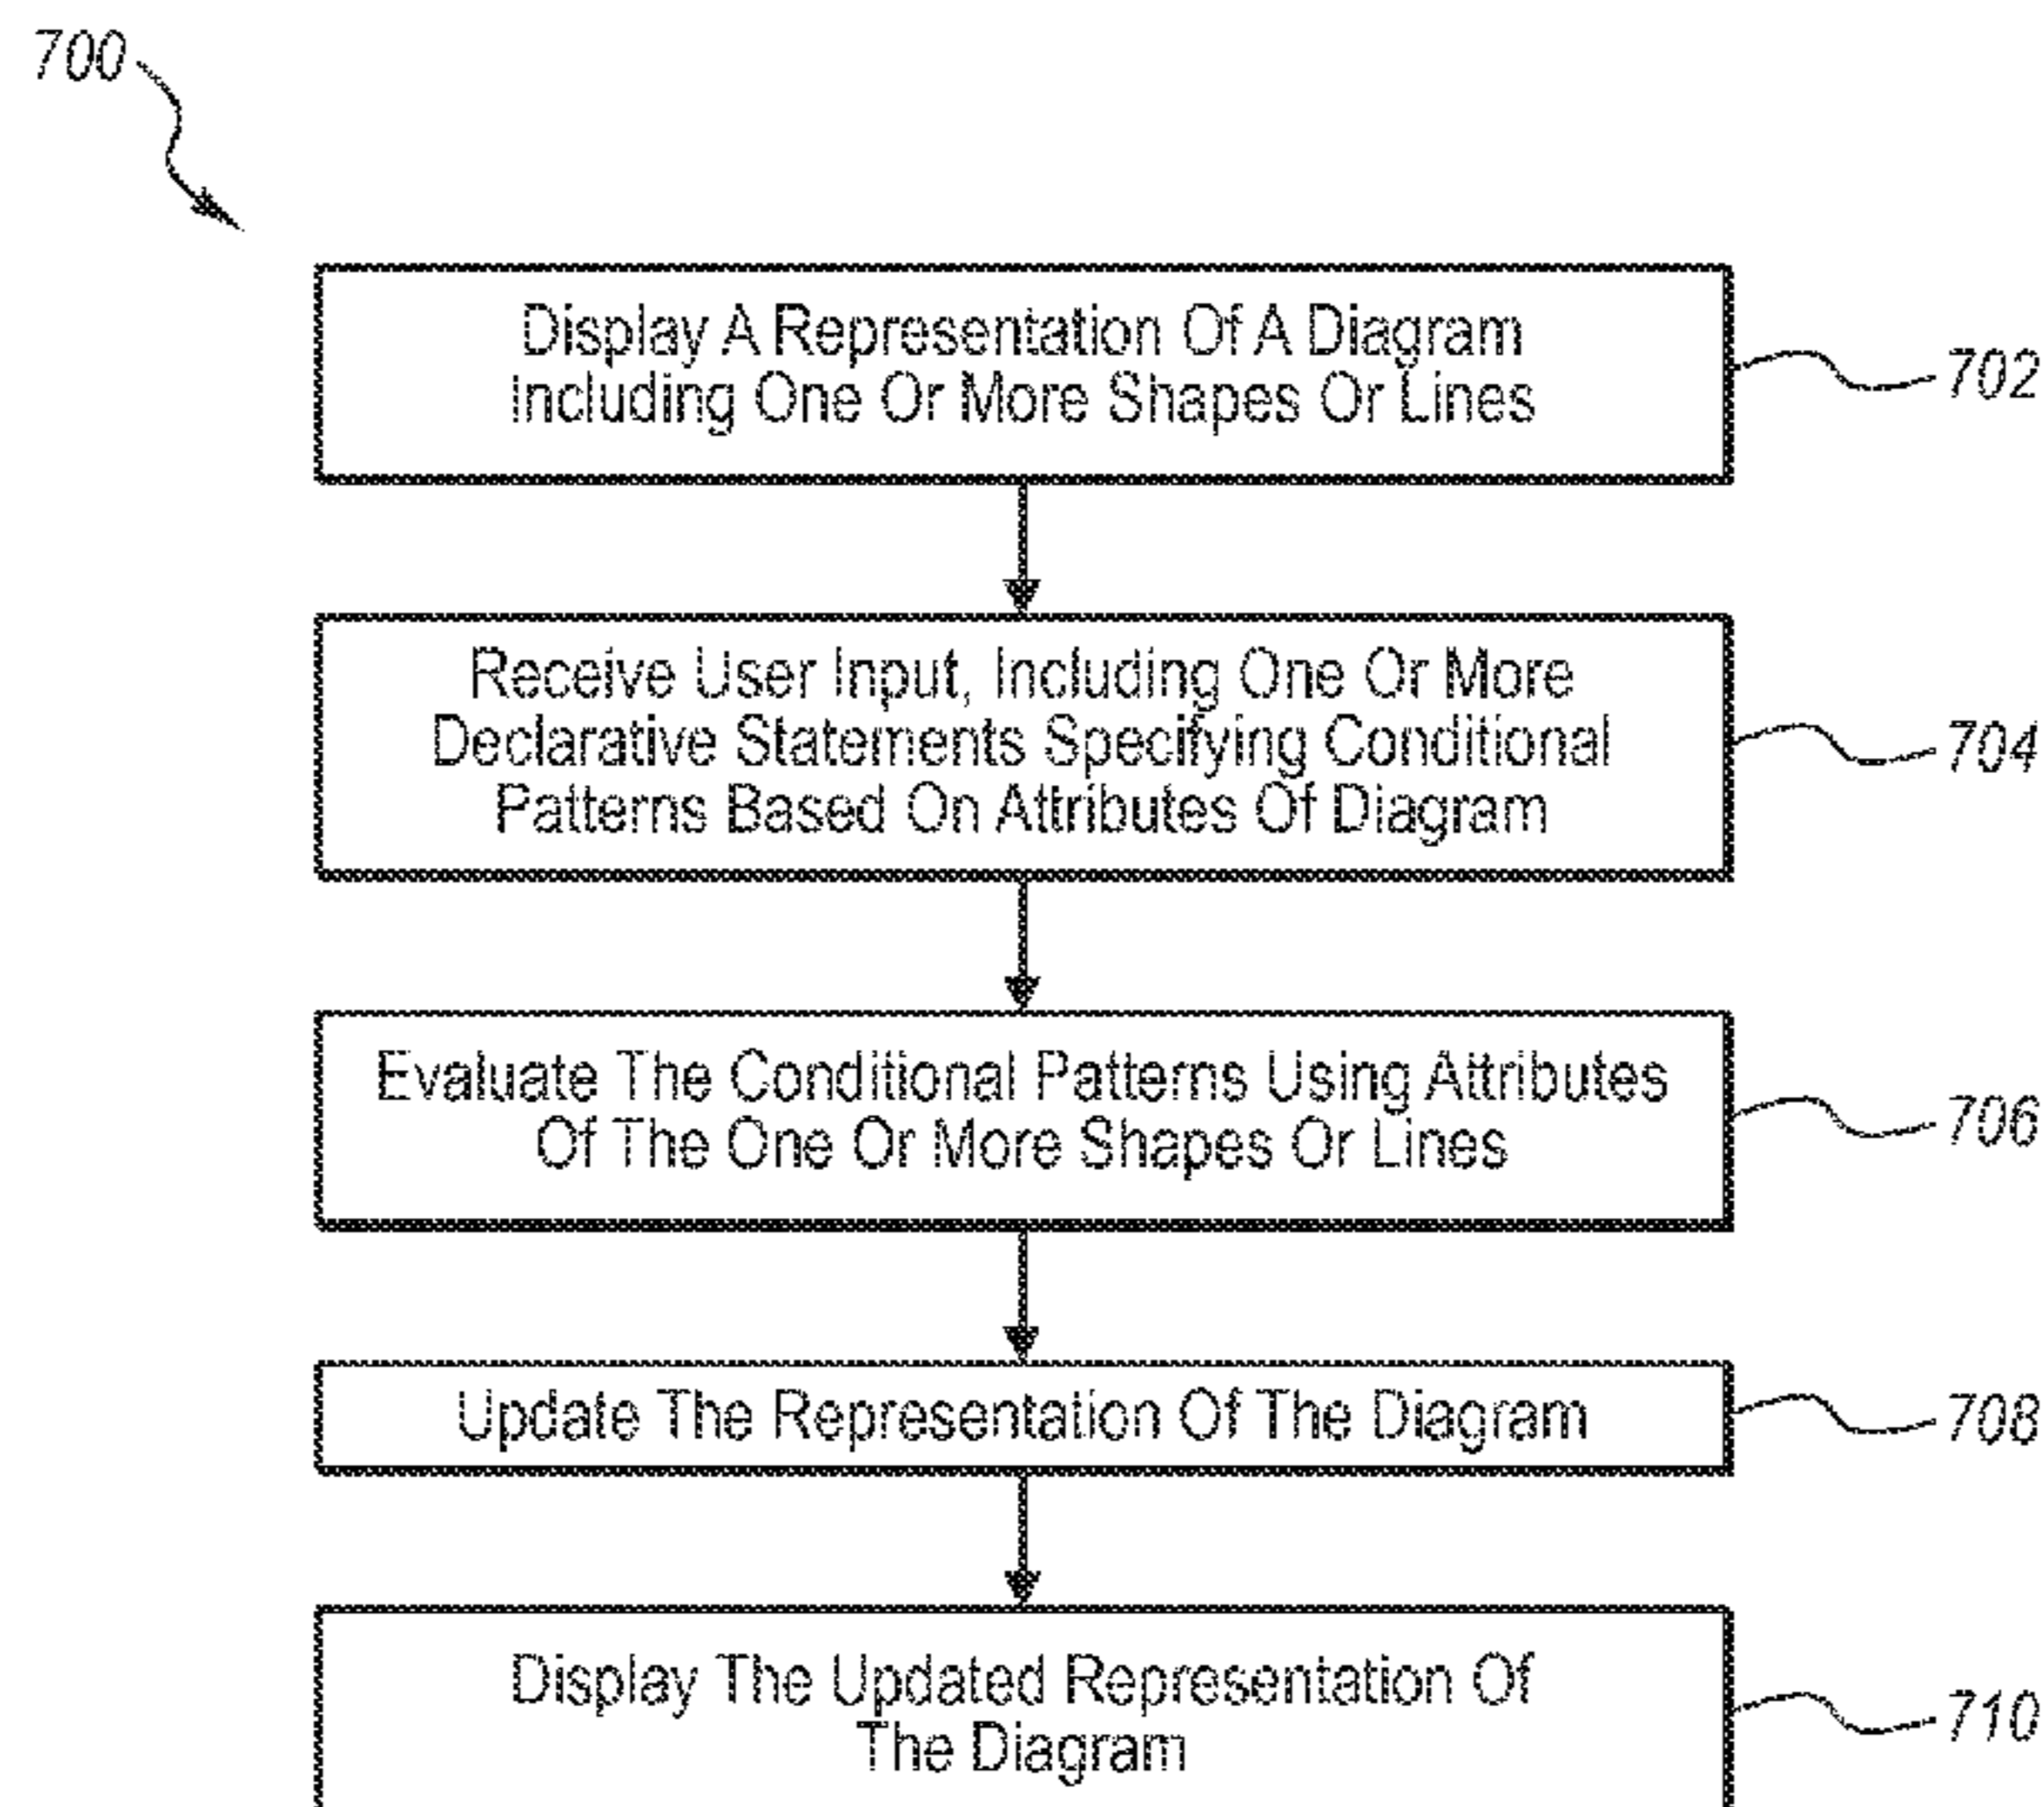 700
Display A Representation Of A Diagram
Including One Or More Shapes Or Lines
702
Receive User Input, Including One Or More
Declarative Statements Specifying Conditional
Patterns Based On Attributes Of Diagram
704
Evaluate The Conditional Patterns Using Attributes
Of The One Or More Shapes Or Lines
706
Update The Representation Of The Diagram
708
Display The Updated Representation Of
The Diagram
710